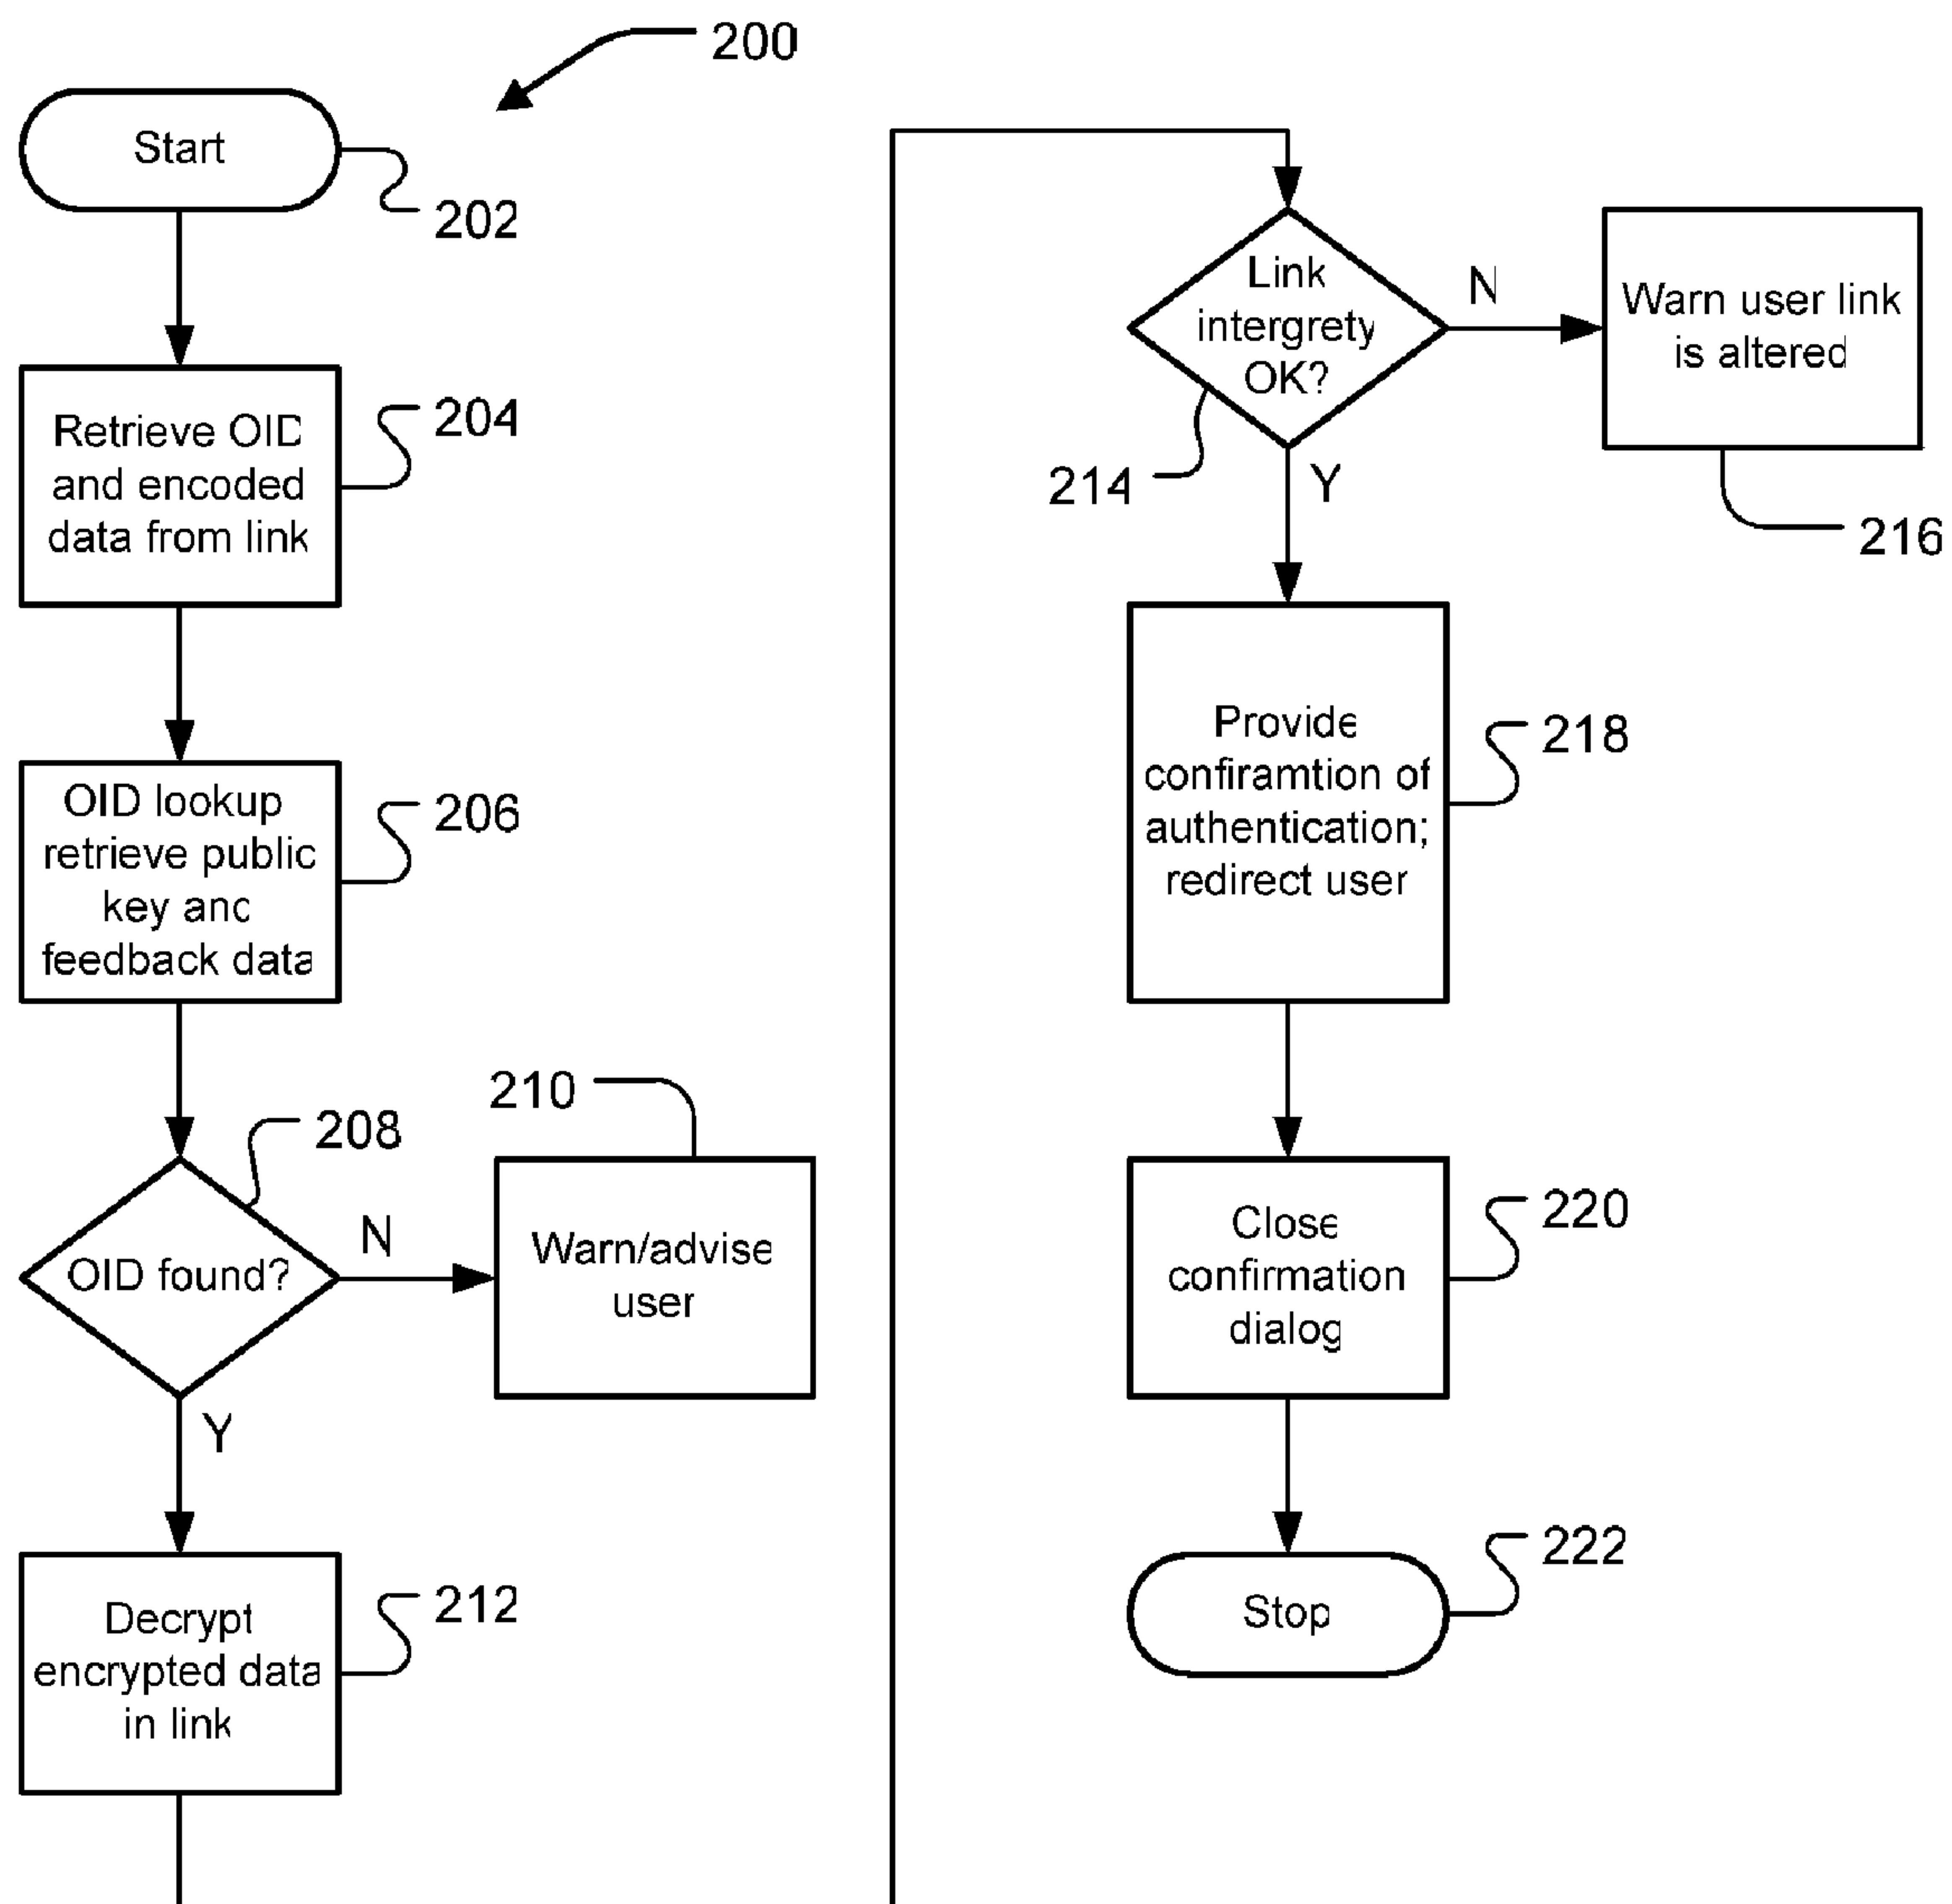 200
Start
202
Retrieve OID
and encoded
data from link
204
OID lookup
retrieve public
key and
feedback data
206
208
OID found?
N
Y
210
Warn/advise
user
Decrypt
encrypted data
in link
212
Link
intergrety
OK?
N
Y
214
Warn user link
is altered
216
Provide
confiramtion of
authentication;
redirect user
218
Close
confirmation
dialog
220
Stop
222